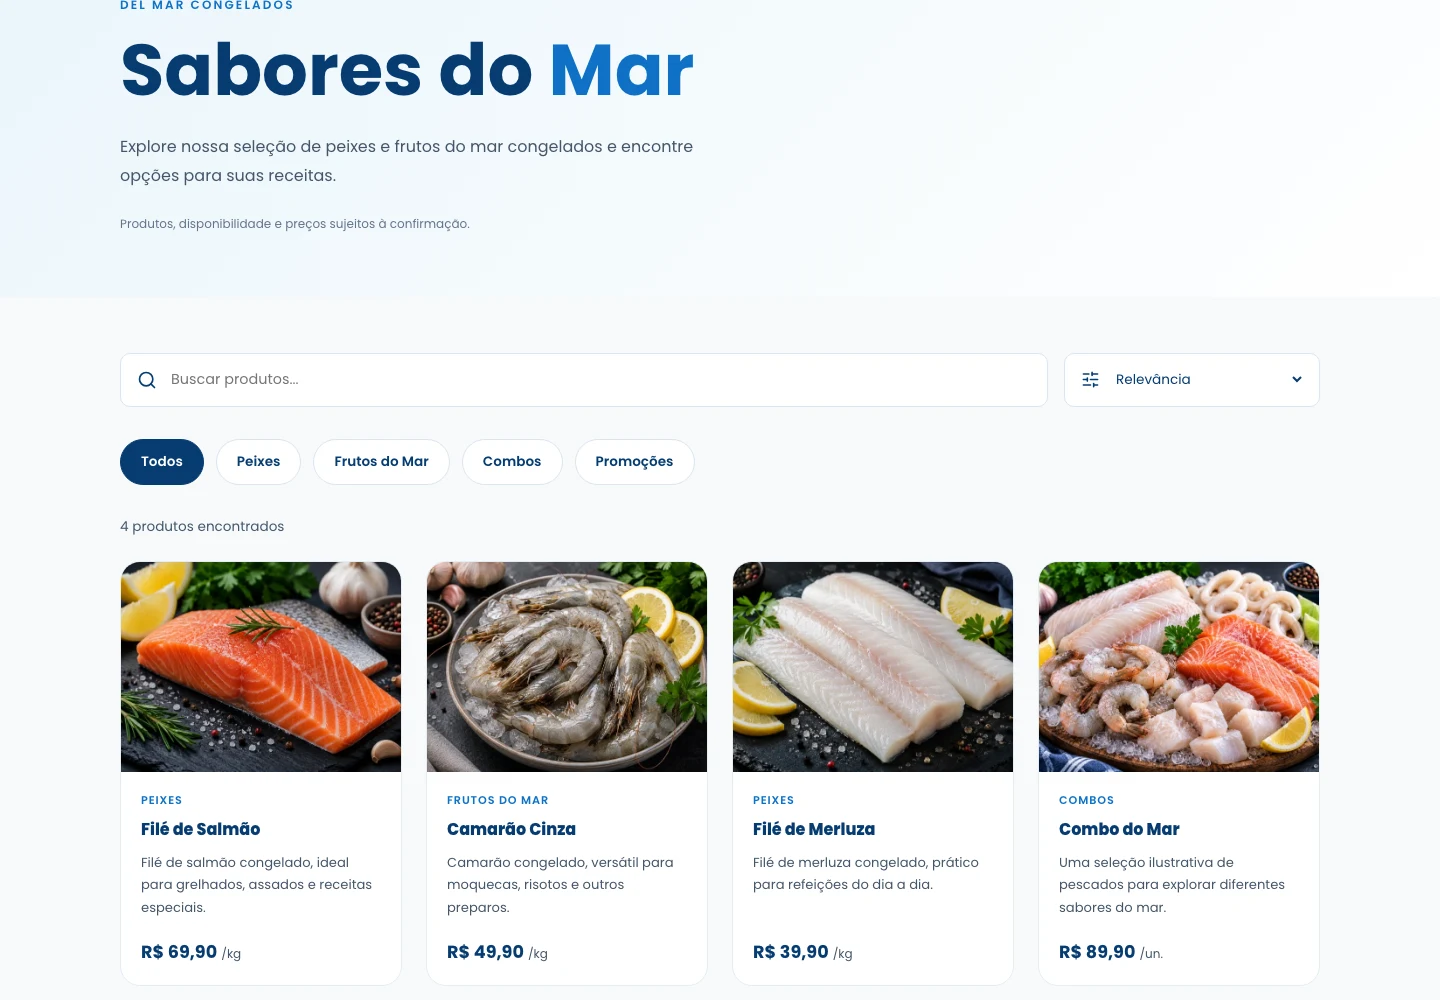 DEL MAR CONGELADOS
Sabores do Mar
Explore nossa seleção de peixes e frutos do mar congelados e encontre
opções para suas receitas.
Produtos, disponibilidade e preços sujeitos à confirmação.
Buscar produtos...
Relevância
Todos
Peixes
Frutos do Mar
Combos
Promoções
4 produtos encontrados
PEIXES
Filé de Salmão
Filé de salmão congelado, ideal
para grelhados, assados e receitas
especiais.
R$ 69,90 /kg
FRUTOS DO MAR
Camarão Cinza
Camarão congelado, versátil para
moquecas, risotos e outros
preparos.
R$ 49,90 /kg
PEIXES
Filé de Merluza
Filé de merluza congelado, prático
para refeições do dia a dia.
R$ 39,90 /kg
COMBOS
Combo do Mar
Uma seleção ilustrativa de
pescados para explorar diferentes
sabores do mar.
R$ 89,90 /un.